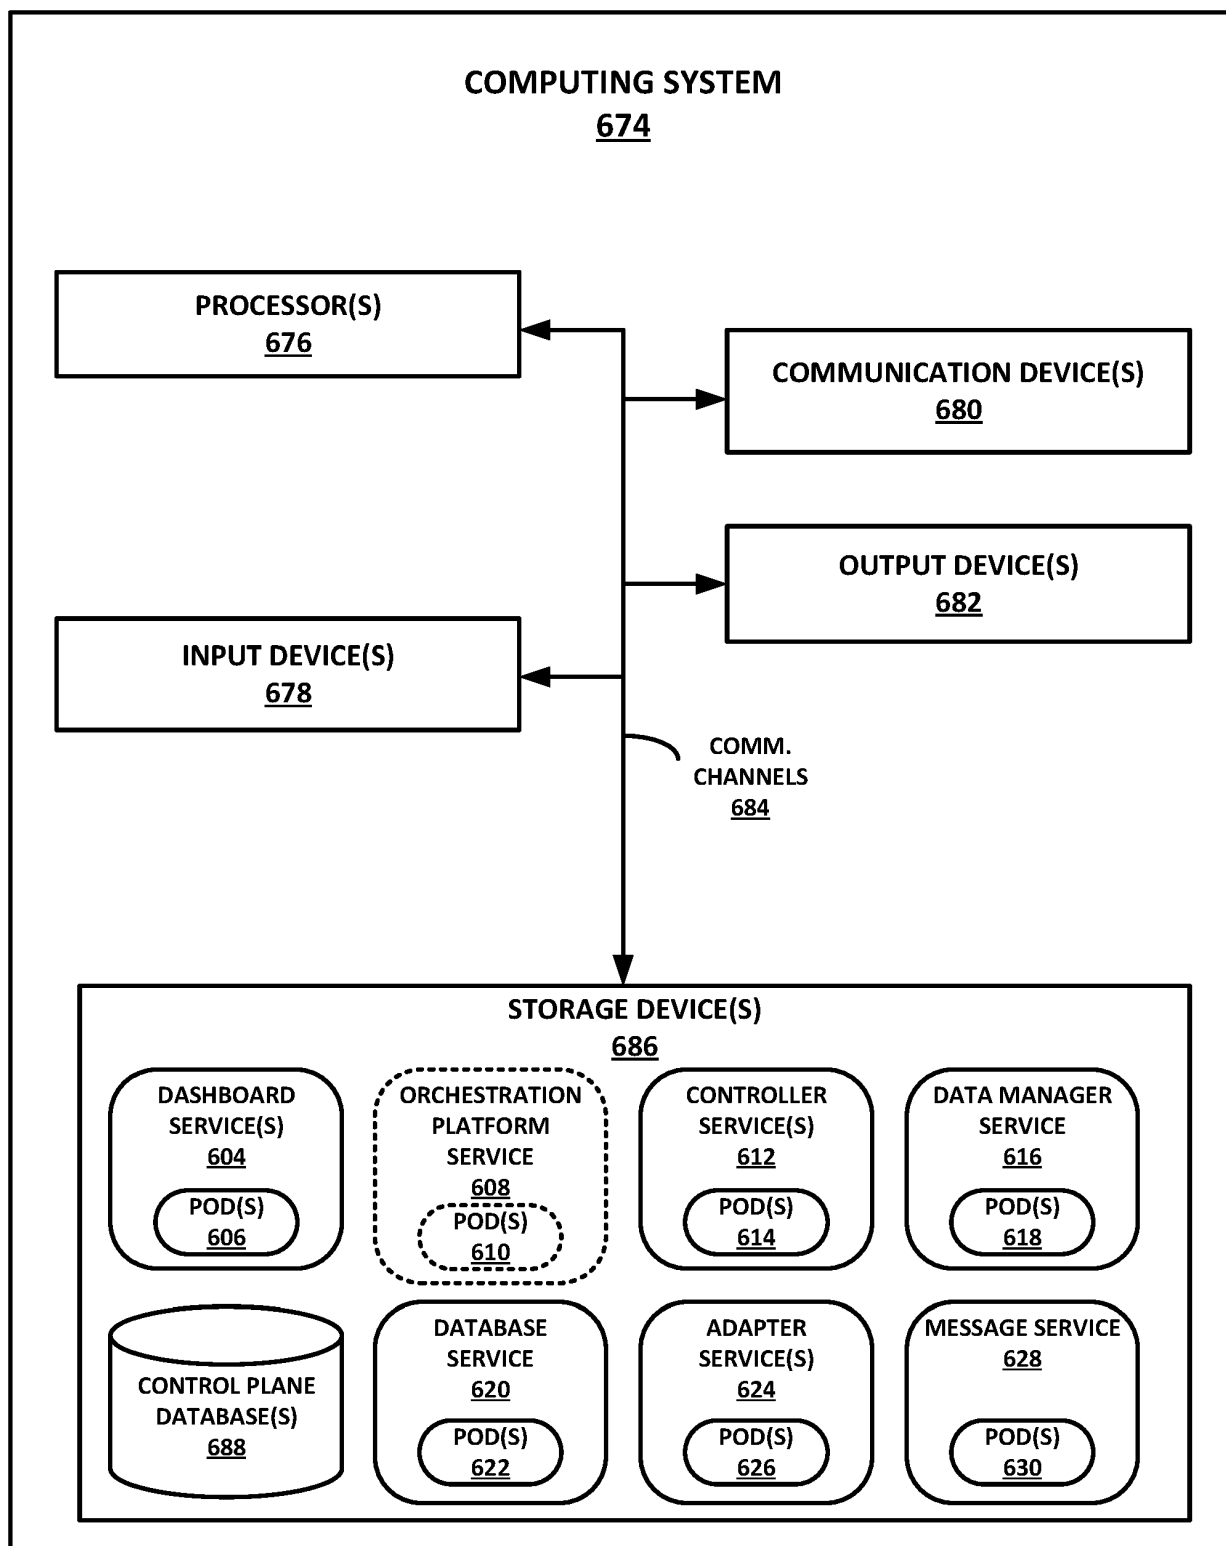 COMPUTING SYSTEM
674
PROCESSOR(S)
676
COMMUNICATION DEVICE(S)
680
OUTPUT DEVICE(S)
682
INPUT DEVICE(S)
678
COMM.
CHANNELS
684
STORAGE DEVICE(S)
686
DASHBOARD
SERVICE(S)
604
POD(S)
606
ORCHESTRATION
PLATFORM
SERVICE
608
POD(S)
610
CONTROLLER
SERVICE(S)
612
POD(S)
614
DATA MANAGER
SERVICE
616
POD(S)
618
CONTROL PLANE
DATABASE(S)
688
DATABASE
SERVICE
620
POD(S)
622
ADAPTER
SERVICE(S)
624
POD(S)
626
MESSAGE SERVICE
628
POD(S)
630